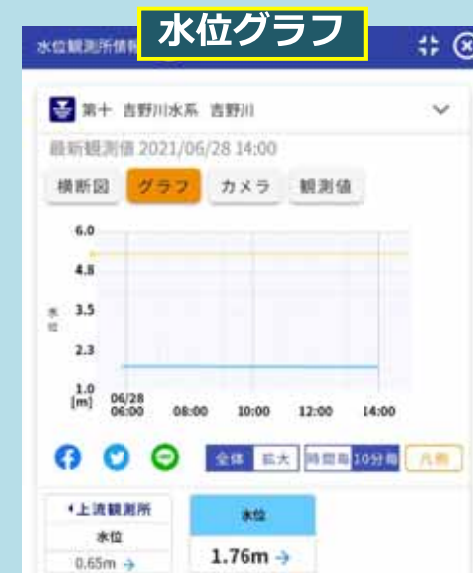 水位グラフ
水位観測所情報
第十 吉野川水系 吉野川
最新観測値 2021/06/28 14:00
横断図 グラフ カメラ 観測値
6.0
4.8
3.5
2.3
1.0
水位
[m]
06/28
06:00 08:00 10:00 12:00 14:00
全体 拡大 時間毎 10分毎 凡例
上流観測所
水位
0.65m →
水位
1.76m →